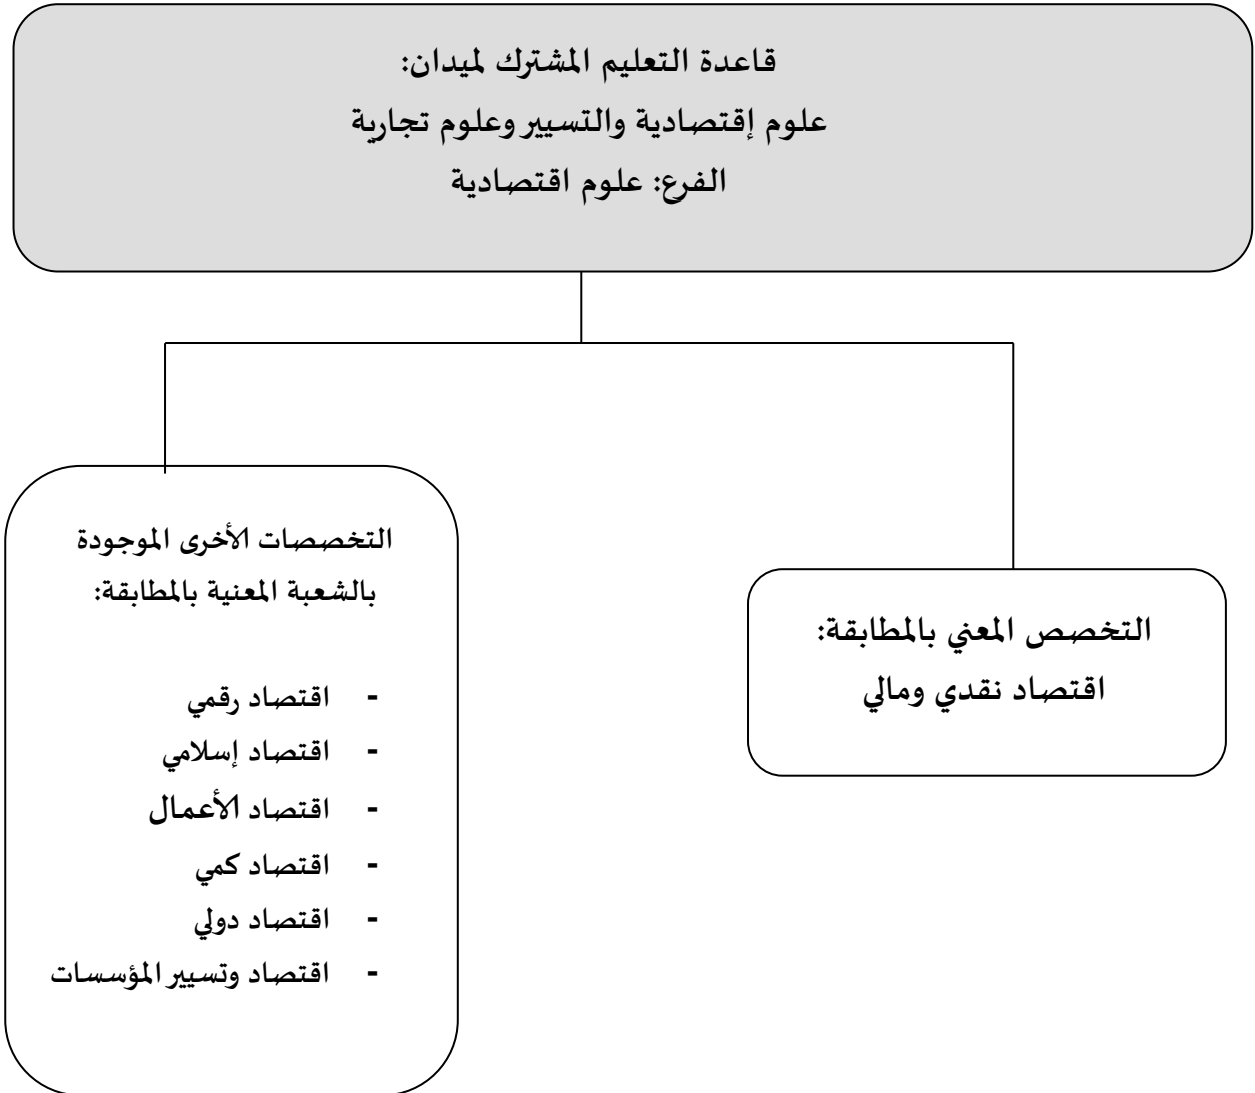 قاعدة التعليم المشترك لميدان:
علوم إقتصادية والتسيير وعلوم تجارية
الفرع: علوم اقتصادية
التخصص المعني بالمطابقة:
اقتصاد نقدي ومالي
التخصصات الأخرى الموجودة
بالشعبة المعنية بالمطابقة:
- اقتصاد رقمي
- اقتصاد إسلامي
- اقتصاد الأعمال
- اقتصاد كمي
- اقتصاد دولي
- اقتصاد وتسيير المؤسسات